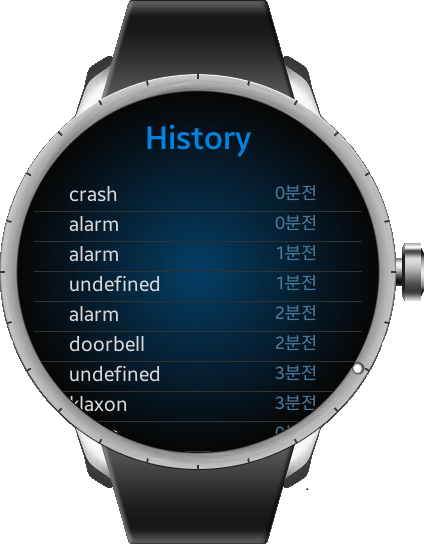 History
crash 0분전
alarm 0분전
alarm 1분전
undefined 1분전
alarm 2분전
doorbell 2분전
undefined 3분전
klaxon 3분전